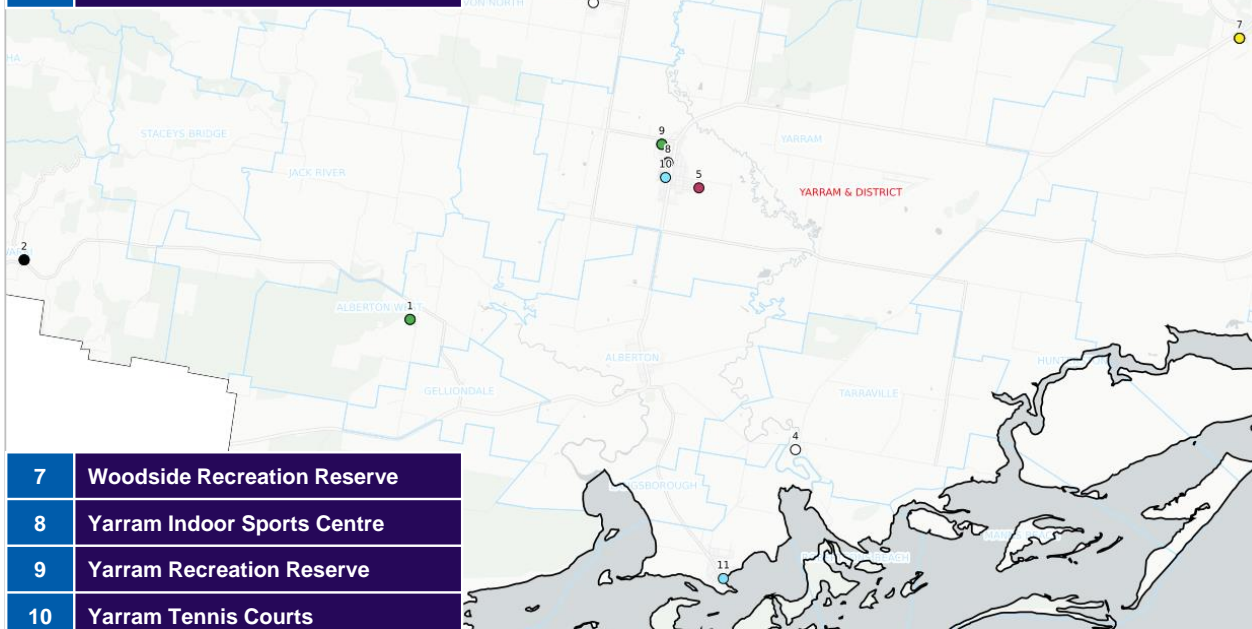 VON NORTH
7
HA
STACEYS BRIDGE
9
YARRAM
8
10
JACK RIVER
5
YARRAM & DISTRICT
2
1
ALBERTON WEST
ALBERTON
GELLIONDALE
TARRAVILLE
4
7 Woodside Recreation Reserve
8 Yarram Indoor Sports Centre
9 Yarram Recreation Reserve
11
10 Yarram Tennis Courts